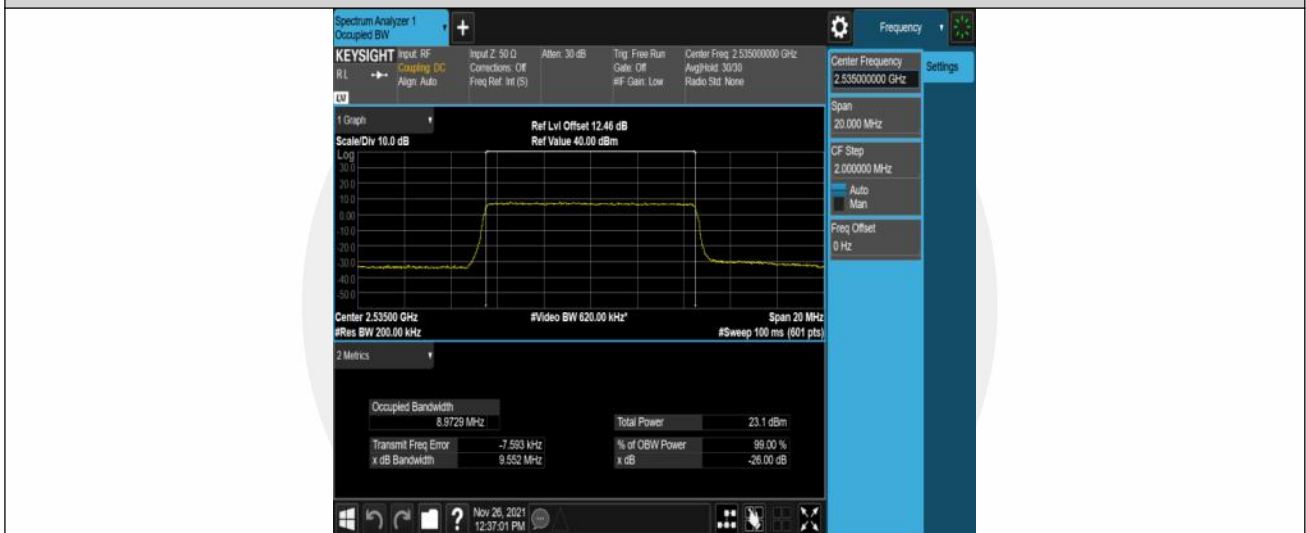 Spectrum Analyzer 1
Occupied BW
+
Frequency
KEYSIGHT
R L
LW
Input: RF
Coupling: DC
Align: Auto
Input Z: 50 Ω
Corrections: Off
Freq Ref: Int (S)
Atten: 30 dB
Trig: Free Run
Gate: Off
#IF Gain: Low
Center Freq: 2.535000000 GHz
Avg|Hold: 30/30
Radio Std: None
1 Graph
Scale/Div 10.0 dB
Ref Lvl Offset 12.46 dB
Ref Value 40.00 dBm
Log
30.0
20.0
10.0
0.00
-10.0
-20.0
-30.0
-40.0
-50.0
Center 2.53500 GHz
#Res BW 200.00 kHz
#Video BW 620.00 kHz*
Span 20 MHz
#Sweep 100 ms (601 pts)
2 Metrics
Occupied Bandwidth
8.9729 MHz
Transmit Freq Error -7.593 kHz
x dB Bandwidth 9.552 MHz
Total Power 23.1 dBm
% of OBW Power 99.00 %
x dB -26.00 dB
?
Nov 26, 2021
12:37:01 PM
Center Frequency
2.535000000 GHz
Settings
Span
20.000 MHz
CF Step
2.000000 MHz
Auto
Man
Freq Offset
0 Hz